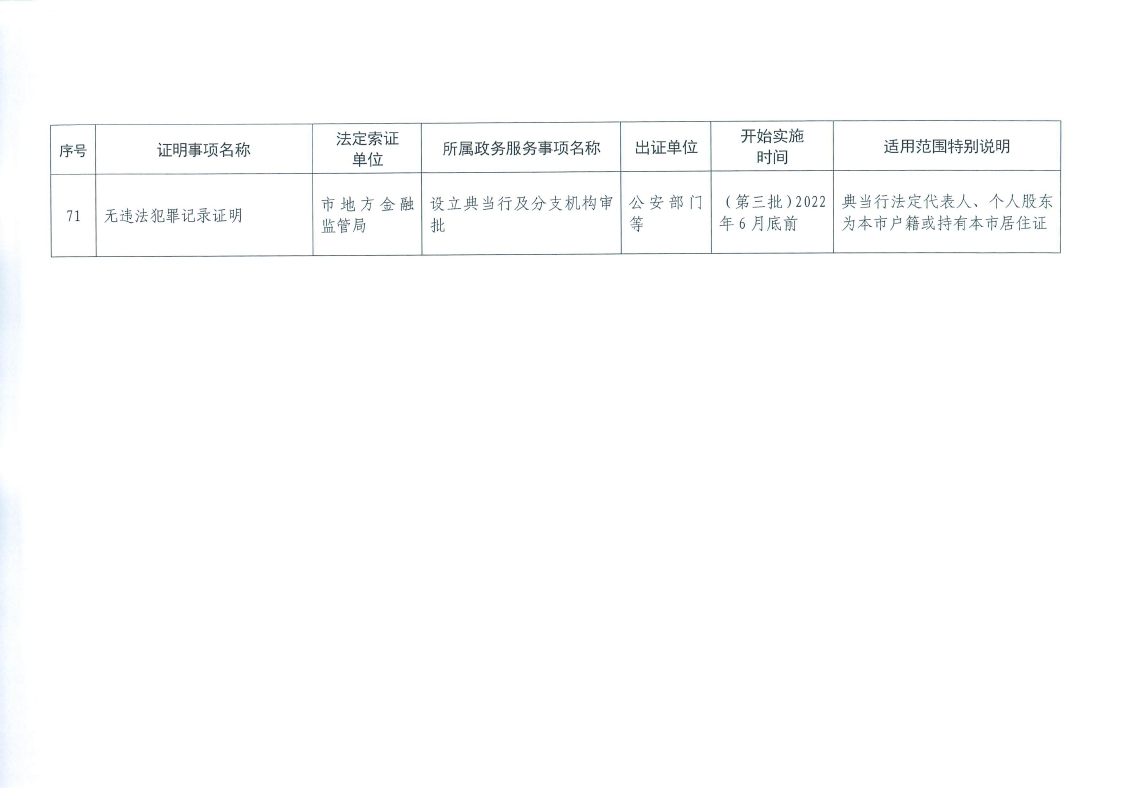 序号
证明事项名称
法定索证
单位
所属政务服务事项名称
出证单位
开始实施
时间
适用范围特别说明
71
无违法犯罪记录证明
市地方金融
监管局
设立典当行及分支机构审
批
公安部门
等
（第三批)2022
年 6 月底前
典当行法定代表人、个人股东
为本市户籍或持有本市居住证